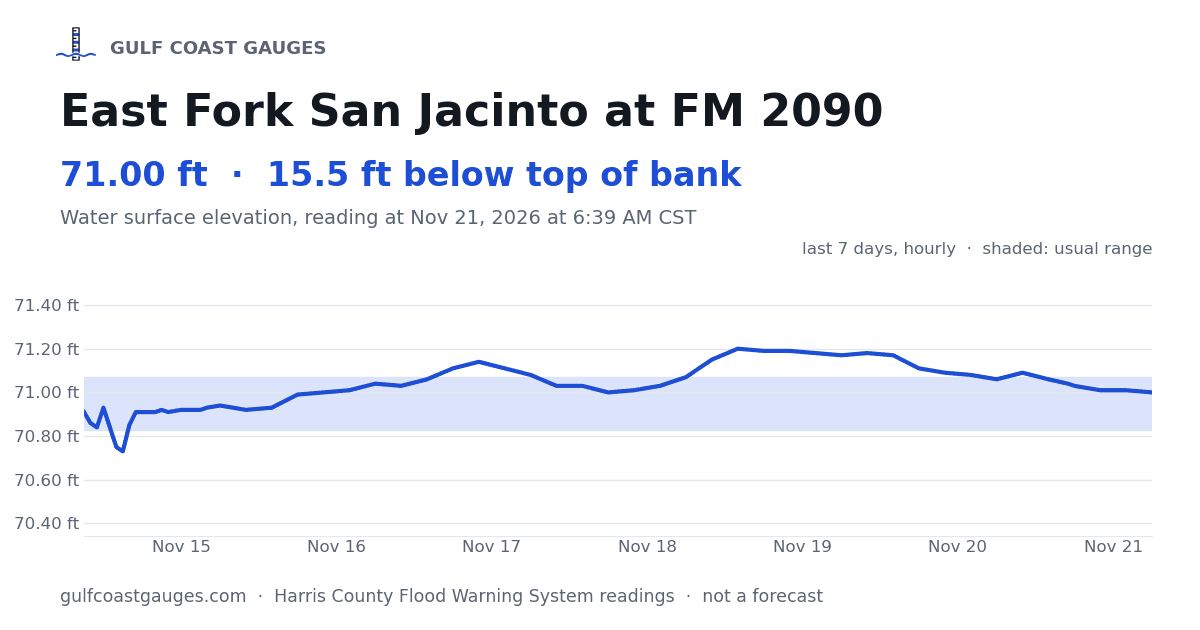 GULF COAST GAUGES
East Fork San Jacinto at FM 2090
71.00 ft · 15.5 ft below top of bank
Water surface elevation, reading at Nov 21, 2026 at 6:39 AM CST
last 7 days, hourly · shaded: usual range
71.40 ft
71.20 ft
71.00 ft
70.80 ft
70.60 ft
70.40 ft
Nov 15 Nov 16 Nov 17 Nov 18 Nov 19 Nov 20 Nov 21
gulfcoastgauges.com · Harris County Flood Warning System readings · not a forecast